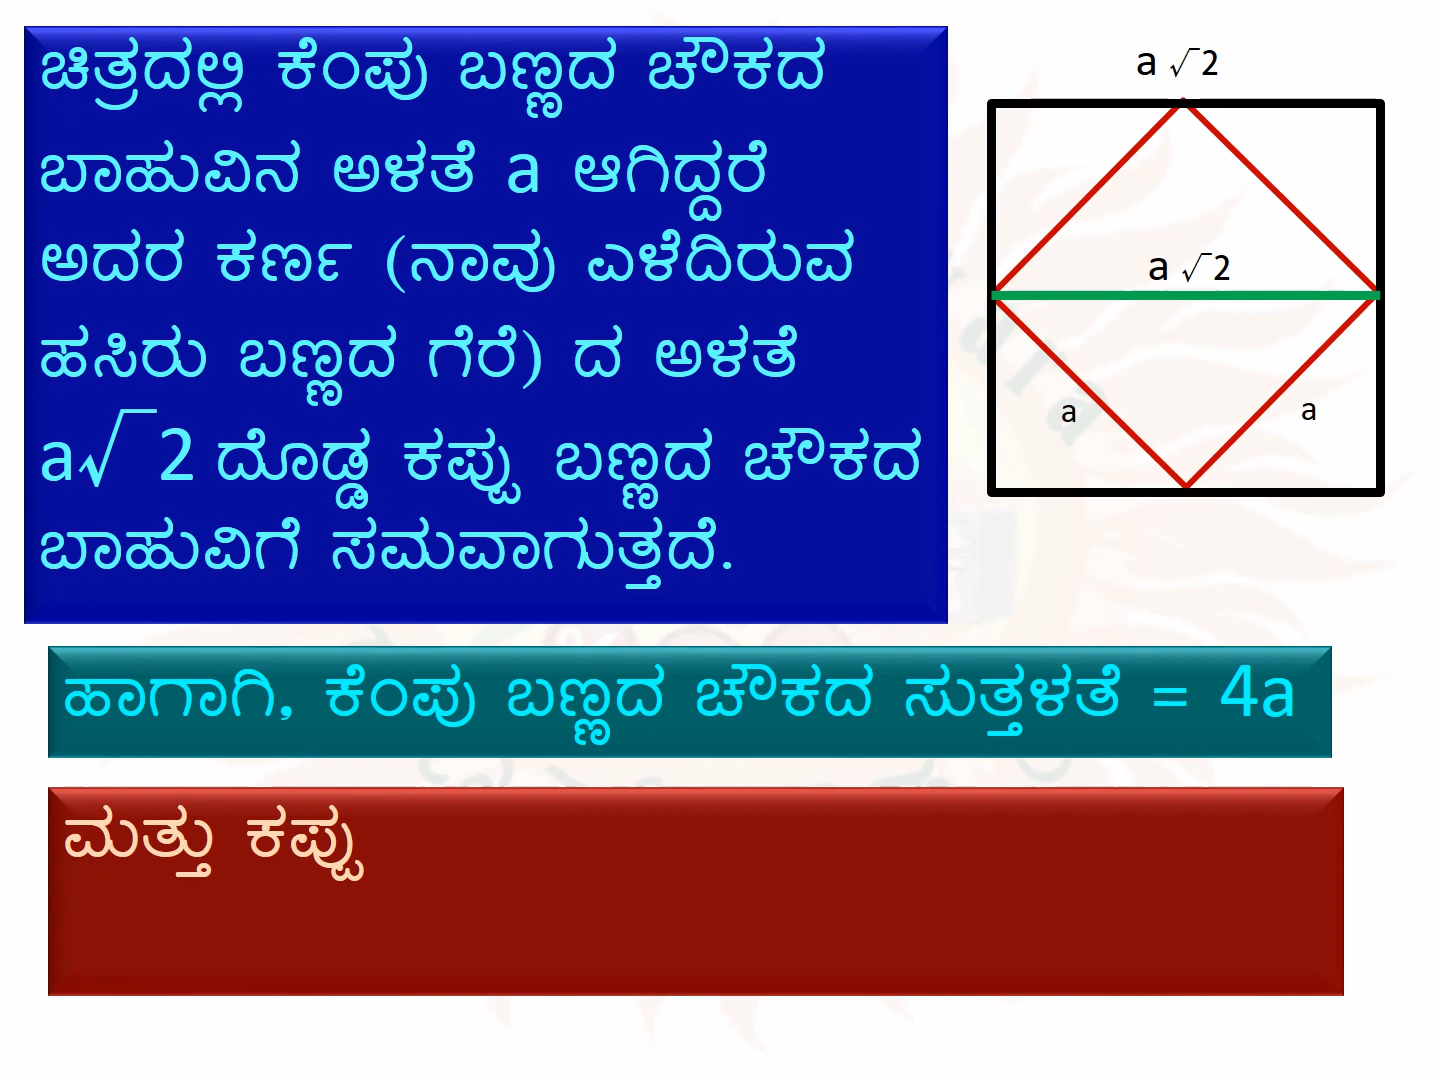 ಚಿತ್ರದಲ್ಲಿ ಕೆಂಪು ಬಣ್ಣದ ಚೌಕದ
ಬಾಹುವಿನ ಅಳತೆ a ಆಗಿದ್ದರೆ
ಅದರ ಕರ್ಣ (ನಾವು ಎಳೆದಿರುವ
ಹಸಿರು ಬಣ್ಣದ ಗೆರೆ) ದ ಅಳತೆ
a√2 ದೊಡ್ಡ ಕಪ್ಪು ಬಣ್ಣದ ಚೌಕದ
ಬಾಹುವಿಗೆ ಸಮವಾಗುತ್ತದೆ.
a √2
a √2
a a
ಹಾಗಾಗಿ, ಕೆಂಪು ಬಣ್ಣದ ಚೌಕದ ಸುತ್ತಳತೆ = 4a
ಮತ್ತು ಕಪ್ಪು